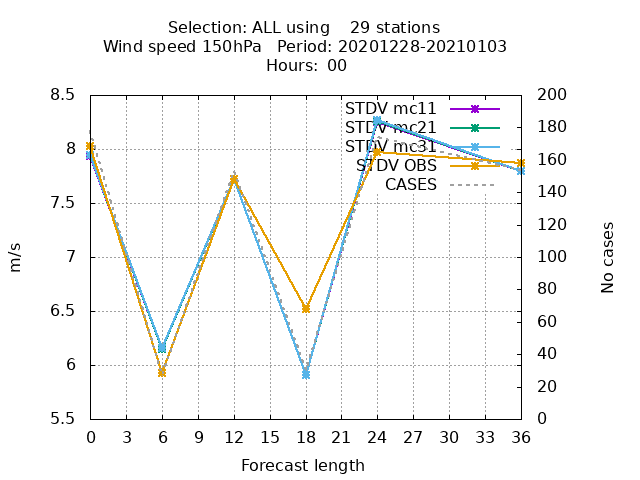 Selection: ALL using    29 stations
Wind speed 150hPa   Period: 20201228-20210103
Hours:  00
8.5
8
7.5
7
6.5
6
5.5
m/s
STDV mc11
STDV mc21
STDV mc31
STDV OBS
CASES
200
180
160
140
120
100
80
60
40
20
0
No cases
0 3 6 9 12 15 18 21 24 27 30 33 36
Forecast length